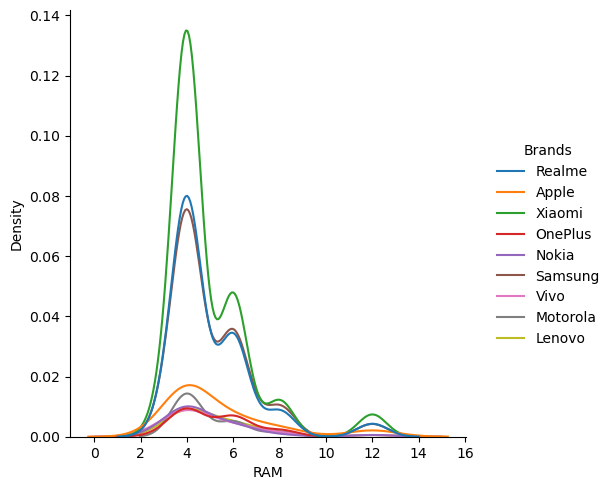 0.14
0.12
0.10
0.08
0.06
0.04
0.02
0.00
Density
0 2 4 6 8 10 12 14 16
RAM
Brands
Realme
Apple
Xiaomi
OnePlus
Nokia
Samsung
Vivo
Motorola
Lenovo